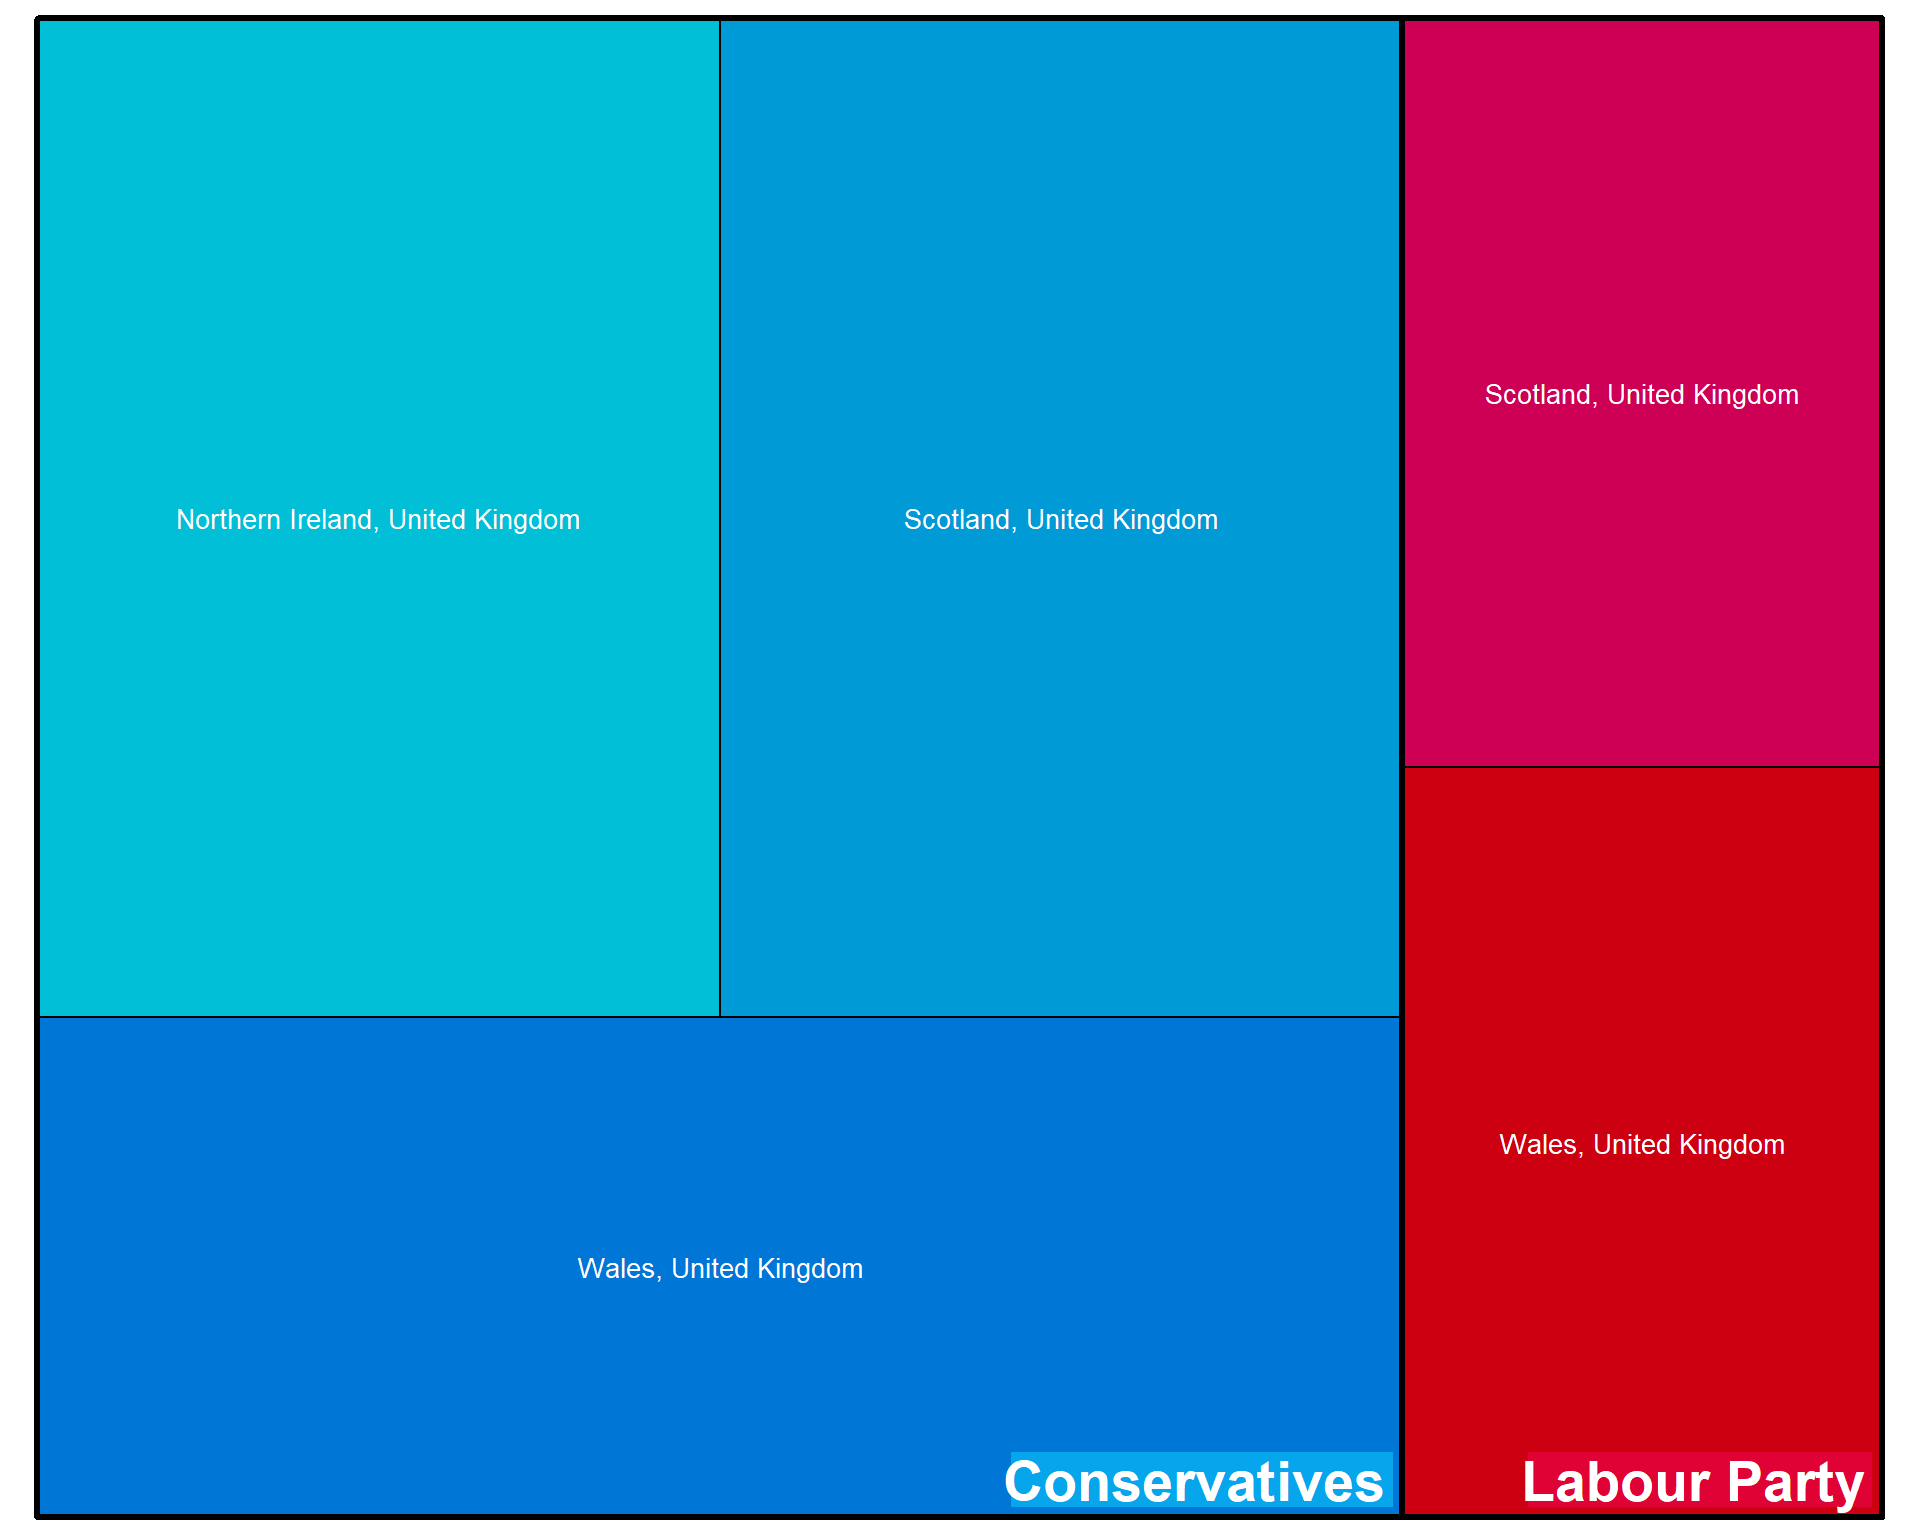 Northern Ireland, United Kingdom
Scotland, United Kingdom
Wales, United Kingdom
Conservatives
Scotland, United Kingdom
Wales, United Kingdom
Labour Party